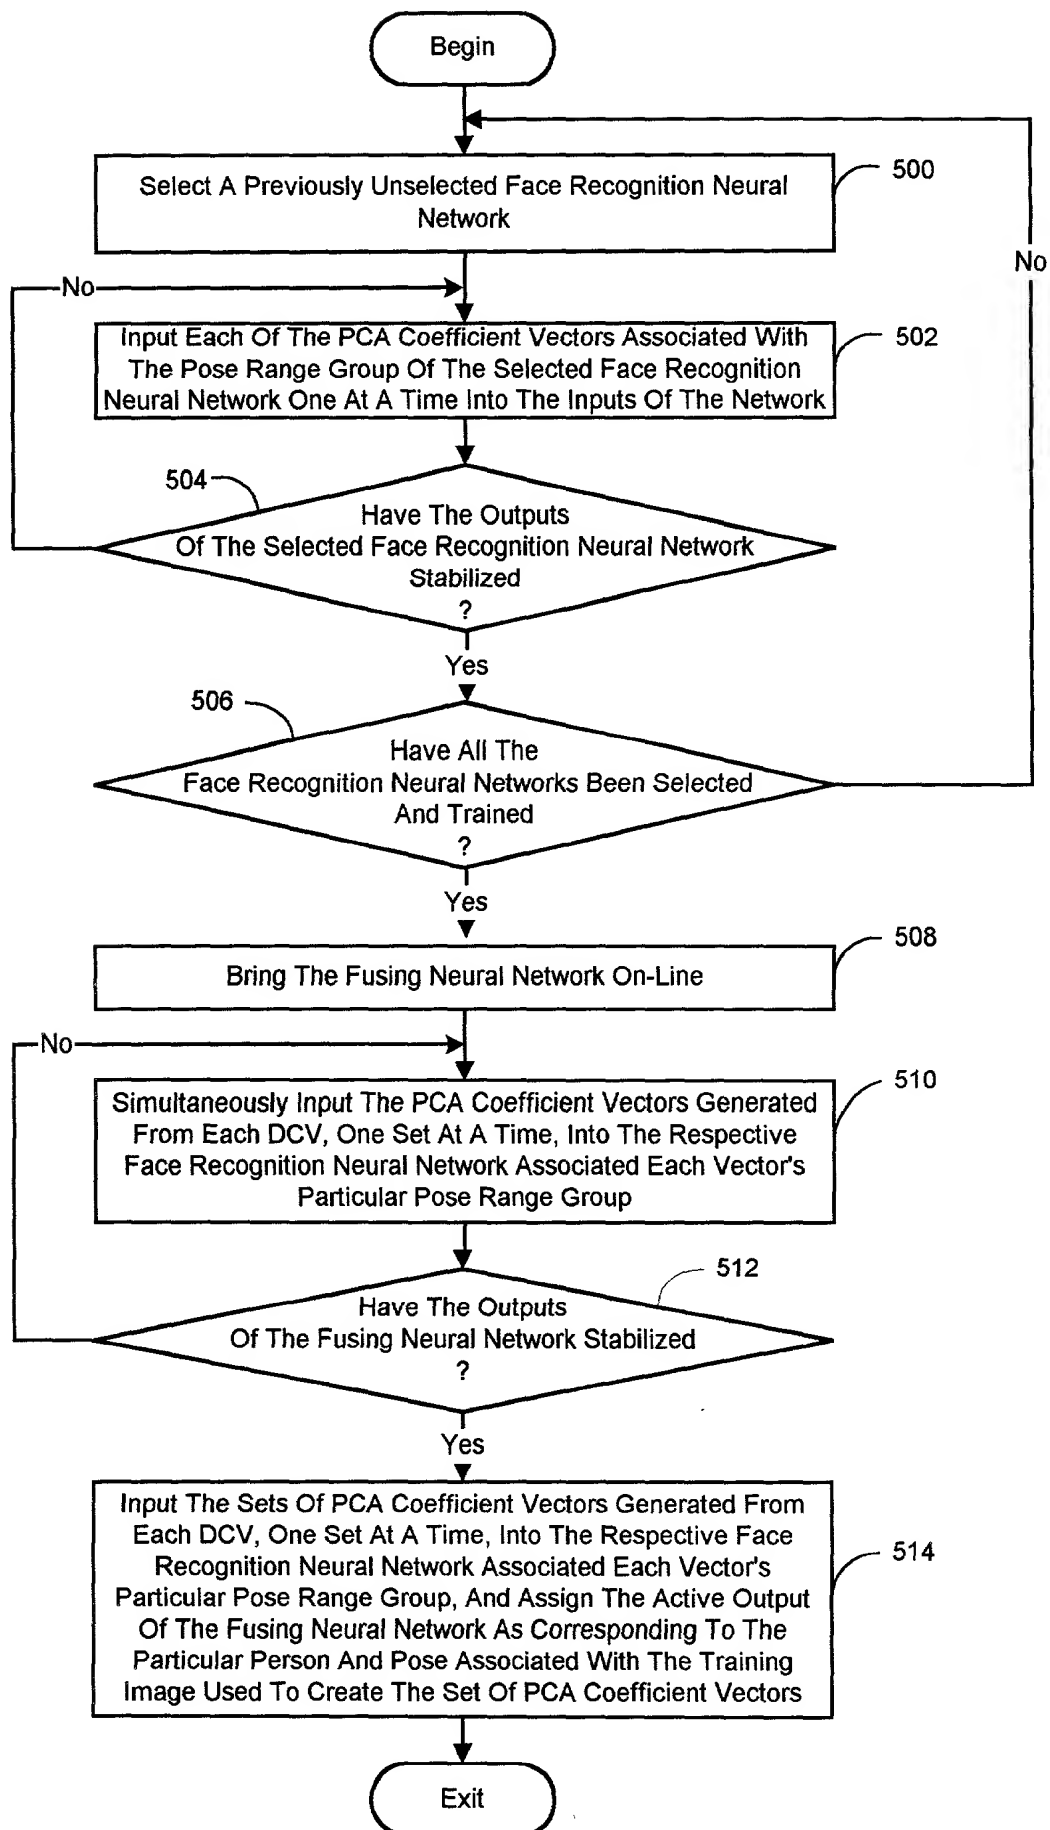 Begin
500
Select A Previously Unselected Face Recognition Neural
Network
No
No
502
Input Each Of The PCA Coefficient Vectors Associated With
The Pose Range Group Of The Selected Face Recognition
Neural Network One At A Time Into The Inputs Of The Network
504
Have The Outputs
Of The Selected Face Recognition Neural Network
Stabilized
?
Yes
506
Have All The
Face Recognition Neural Networks Been Selected
And Trained
?
Yes
508
Bring The Fusing Neural Network On-Line
No
510
Simultaneously Input The PCA Coefficient Vectors Generated
From Each DCV, One Set At A Time, Into The Respective
Face Recognition Neural Network Associated Each Vector's
Particular Pose Range Group
512
Have The Outputs
Of The Fusing Neural Network Stabilized
?
Yes
514
Input The Sets Of PCA Coefficient Vectors Generated From
Each DCV, One Set At A Time, Into The Respective Face
Recognition Neural Network Associated Each Vector's
Particular Pose Range Group, And Assign The Active Output
Of The Fusing Neural Network As Corresponding To The
Particular Person And Pose Associated With The Training
Image Used To Create The Set Of PCA Coefficient Vectors
Exit